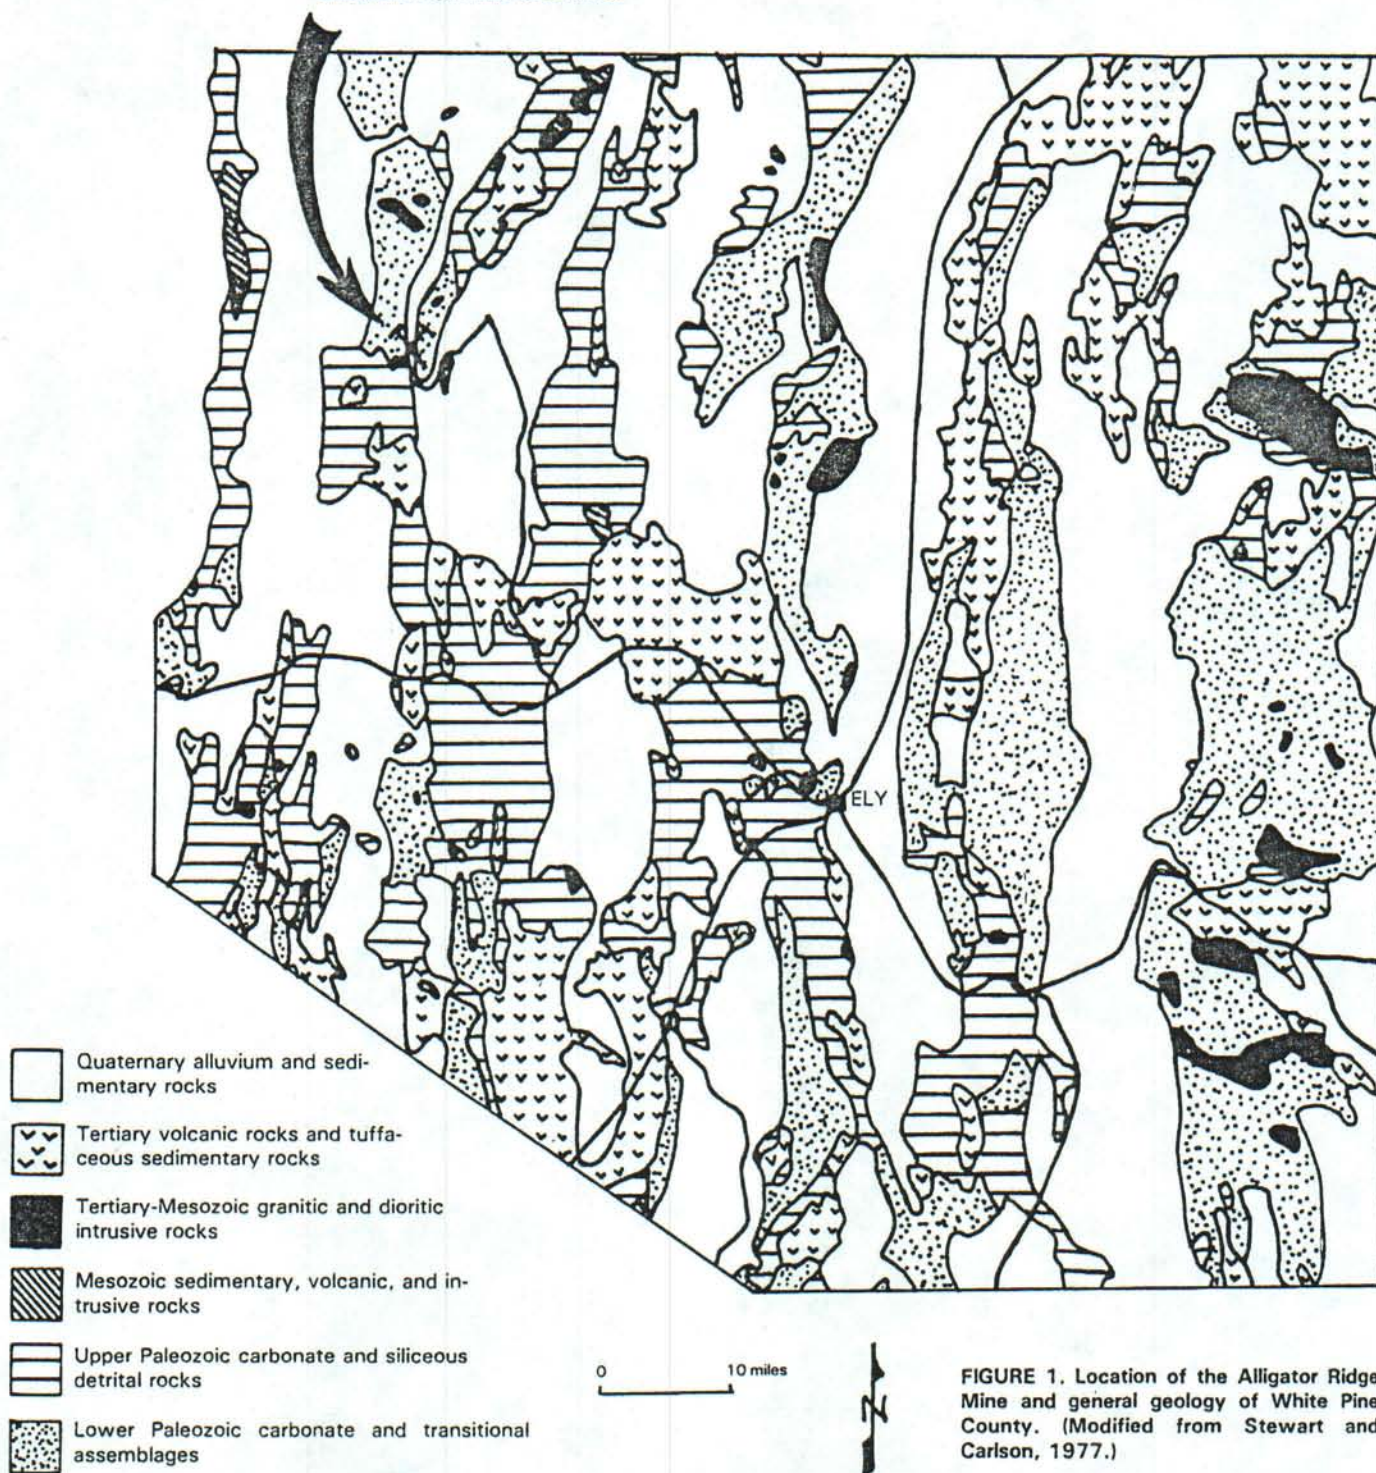 ELY
Quaternary alluvium and sedi-
mentary rocks
Tertiary volcanic rocks and tuffa-
ceous sedimentary rocks
Tertiary-Mesozoic granitic and dioritic
intrusive rocks
Mesozoic sedimentary, volcanic, and in-
trusive rocks
Upper Paleozoic carbonate and siliceous
detrital rocks
Lower Paleozoic carbonate and transitional
assemblages
0 10 miles
N
FIGURE 1. Location of the Alligator Ridge
Mine and general geology of White Pine
County. (Modified from Stewart and
Carlson, 1977.)